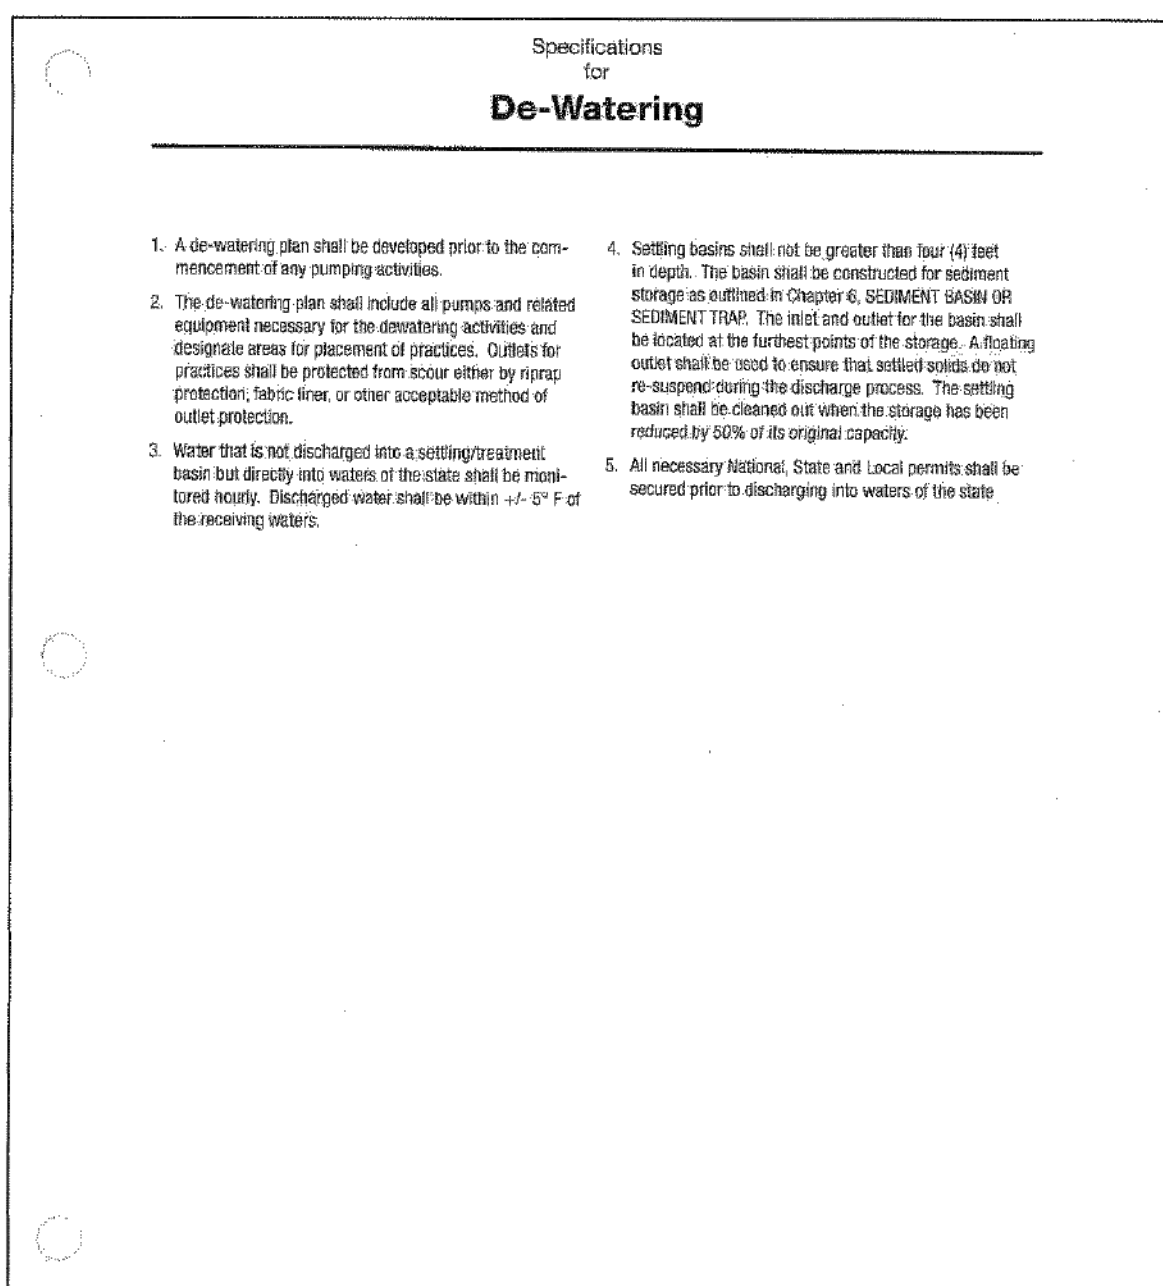 Specifications
for
De-Watering
1. A de-watering plan shall be developed prior to the com-
mencement of any pumping activities.
2. The de-watering plan shall include all pumps and related
equipment necessary for the dewatering activities and
designate areas for placement of practices. Outlets for
practices shall be protected from scour either by riprap
protection, fabric liner, or other acceptable method of
outlet protection.
3. Water that is not discharged into a settling/treatment
basin but directly into waters of the state shall be moni-
tored hourly. Discharged water shall be within +/- 5° F of
the receiving waters.
4. Settling basins shall not be greater than four (4) feet
in depth. The basin shall be constructed for sediment
storage as outlined in Chapter 6, SEDIMENT BASIN OR
SEDIMENT TRAP. The inlet and outlet for the basin shall
be located at the furthest points of the storage. A floating
outlet shall be used to ensure that settled solids do not
re-suspend during the discharge process. The settling
basin shall be cleaned out when the storage has been
reduced by 50% of its original capacity.
5. All necessary National, State and Local permits shall be
secured prior to discharging into waters of the state